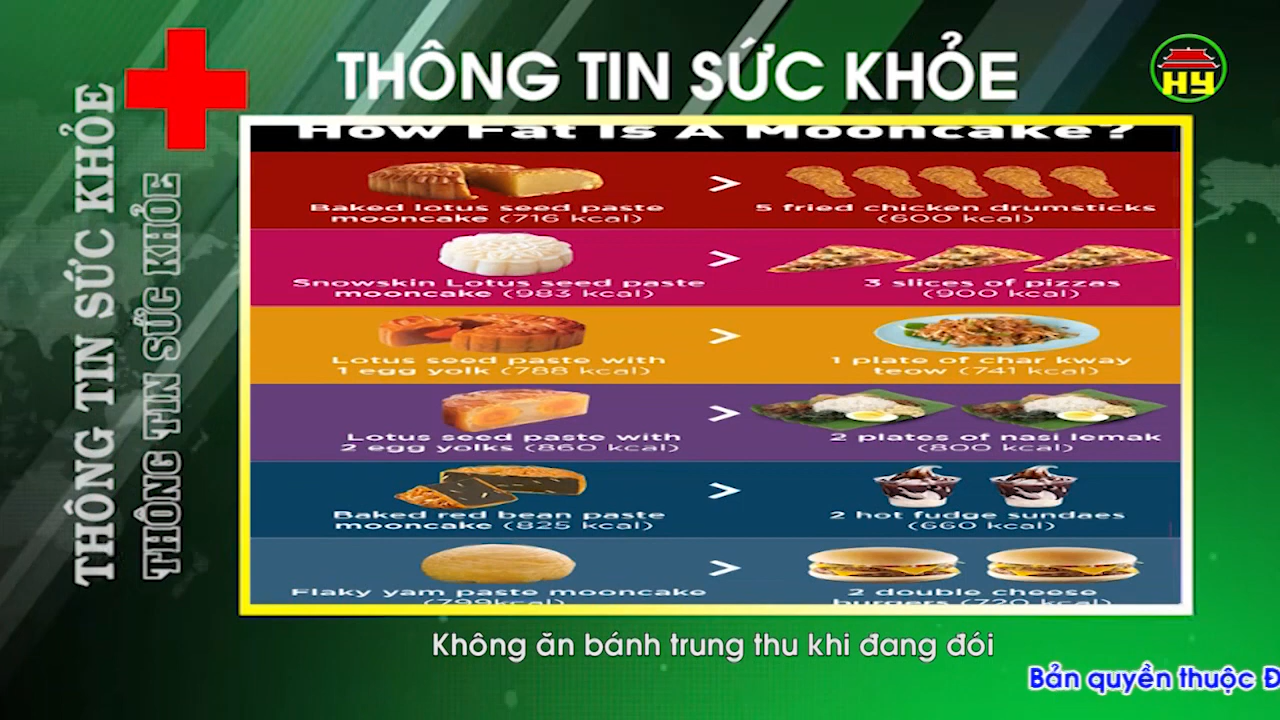 THÔNG TIN SỨC KHỎE
HY
THÔNG TIN SỨC KHỎE
THÔNG TIN SỨC KHỎE
How Fat Is A Mooncake?
Baked lotus seed paste
mooncake (716 kcal)
>
5 fried chicken drumsticks
(600 kcal)
Snowskin Lotus seed paste
mooncake (983 kcal)
>
3 slices of pizzas
(900 kcal)
Lotus seed paste with
1 egg yolk (788 kcal)
>
1 plate of char kway
teow (741 kcal)
Lotus seed paste with
2 egg yolks (860 kcal)
>
2 plates of nasi lemak
(800 kcal)
Baked red bean paste
mooncake (825 kcal)
>
2 hot fudge sundaes
(660 kcal)
Flaky yam paste mooncake
(799kcal)
>
2 double cheese
burgers (720 kcal)
Không ăn bánh trung thu khi đang đói
Bản quyền thuộc Đ